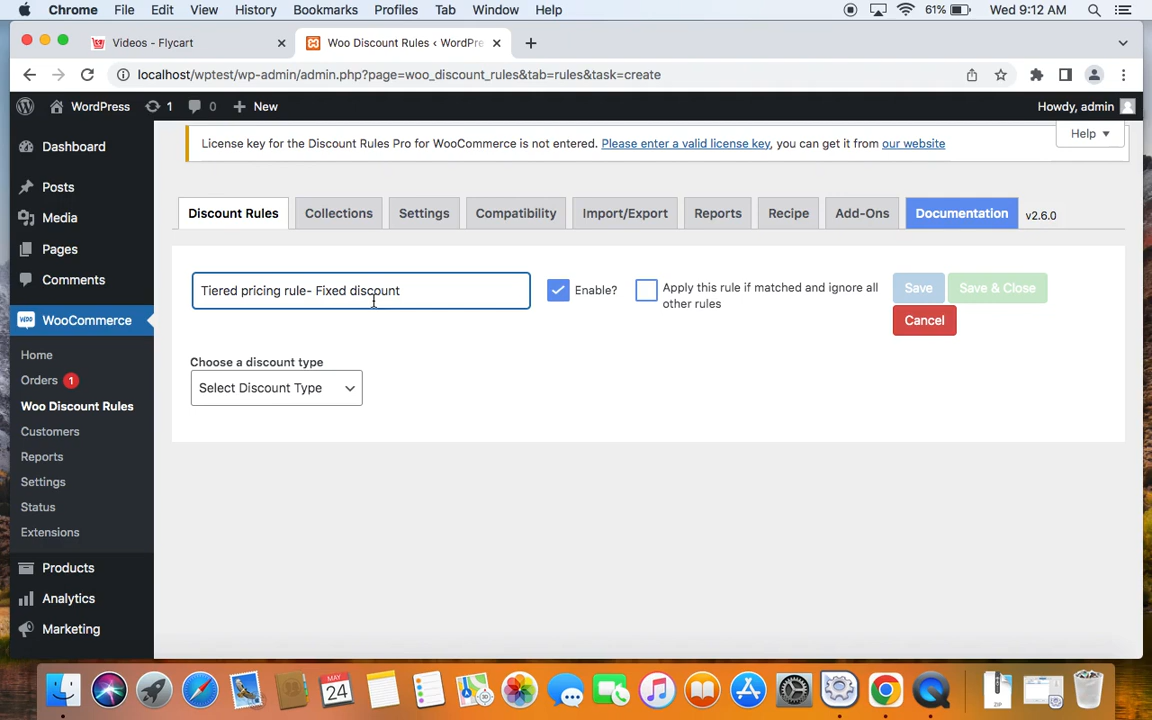 Chrome File Edit View History Bookmarks Profiles Tab Window Help 61% Wed 9:12 AM
Videos - Flycart Woo Discount Rules ‹ WordPre
localhost/wptest/wp-admin/admin.php?page=woo_discount_rules&tab=rules&task=create
WordPress 1 0 New Howdy, admin
Help
License key for the Discount Rules Pro for WooCommerce is not entered. Please enter a valid license key, you can get it from our website
Discount Rules Collections Settings Compatibility Import/Export Reports Recipe Add-Ons Documentation v2.6.0
Tiered pricing rule- Fixed discount Enable? Apply this rule if matched and ignore all other rules Save Save & Close
Cancel
Choose a discount type
Select Discount Type
Dashboard
Posts
Media
Pages
Comments
WooCommerce
Home
Orders 1
Woo Discount Rules
Customers
Reports
Settings
Status
Extensions
Products
Analytics
Marketing
MAY
24
ZIP